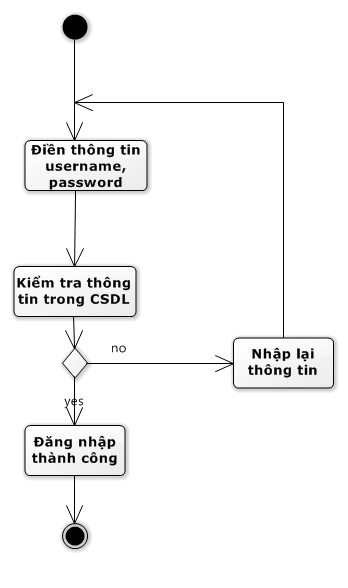 Điền thông tin
username,
password
Kiểm tra thông
tin trong CSDL
no
Nhập lại
thông tin
yes
Đăng nhập
thành công